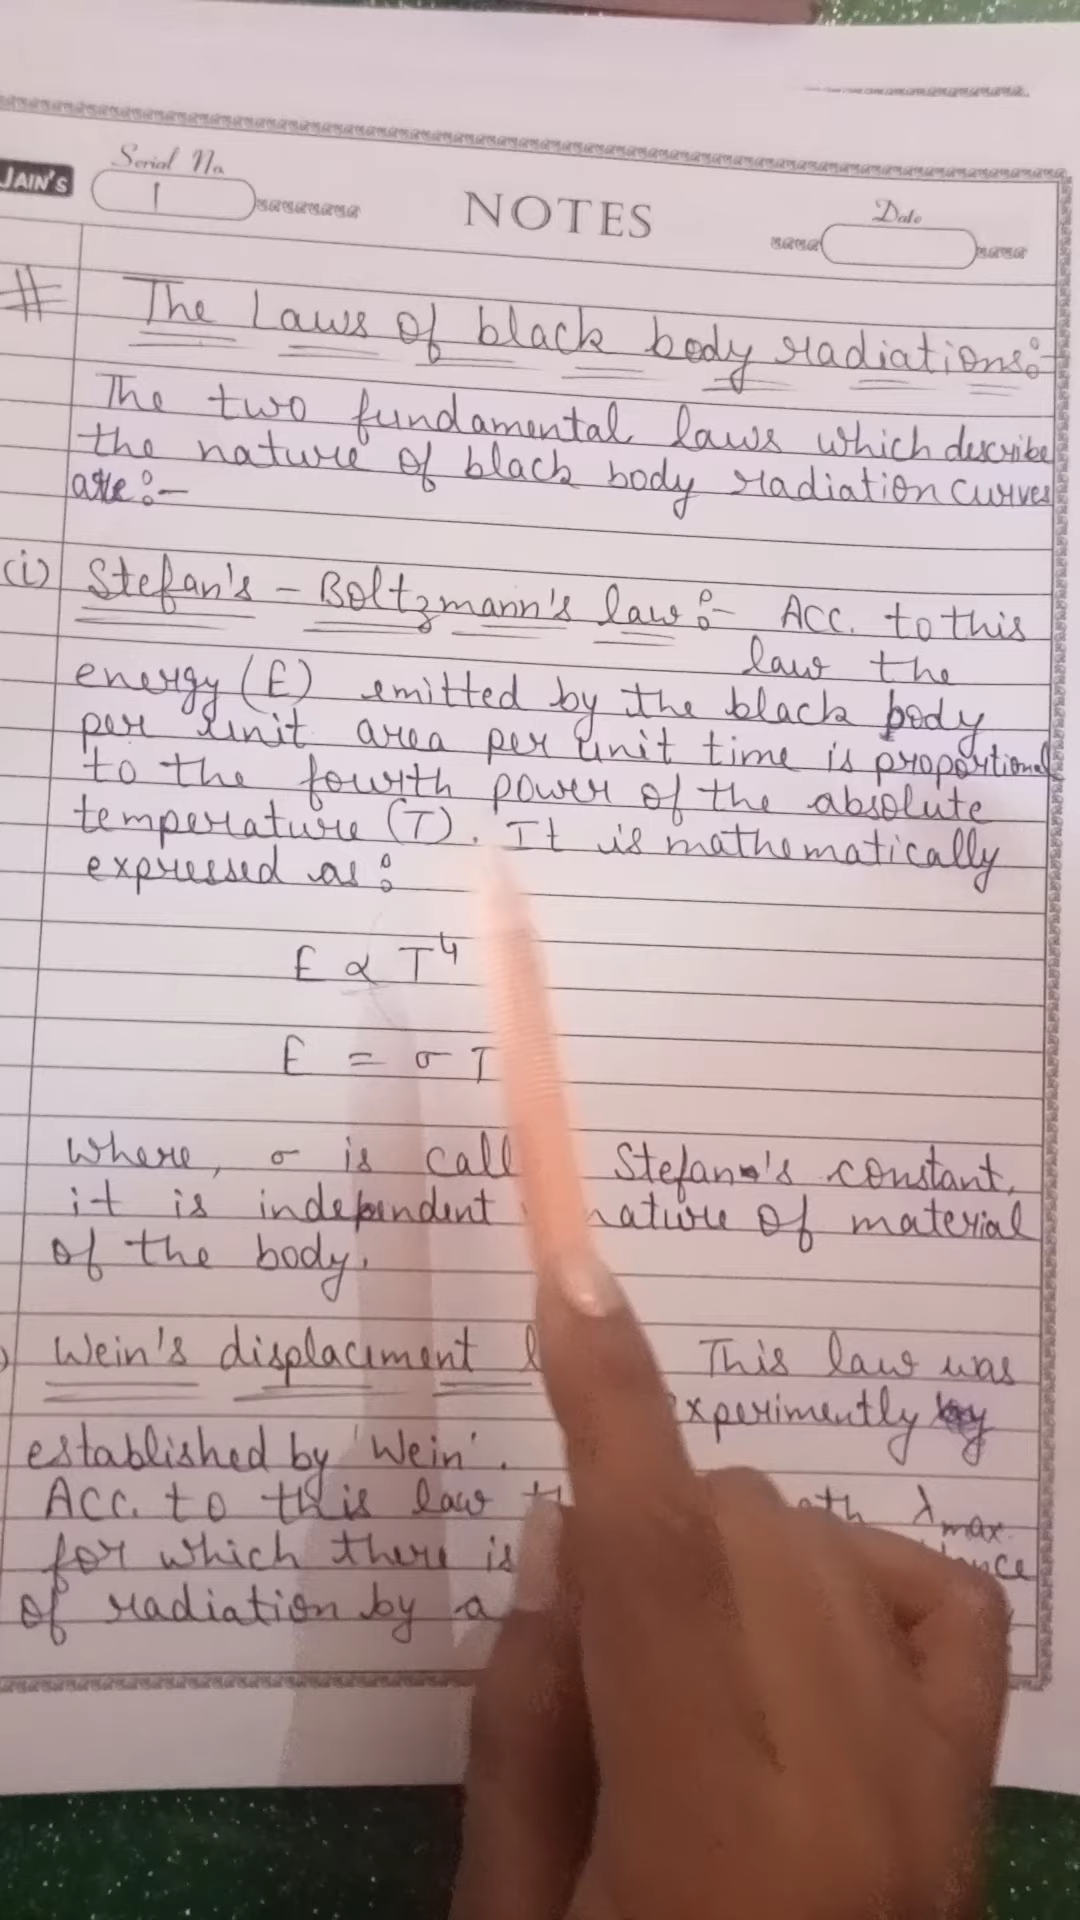 JAIN'S
Serial No.
1
NOTES
Date
# The Laws of black body radiations:-
The two fundamental laws which describe
the nature of black body radiation curves
are:-
(i) Stefan's - Boltzmann's law:- Acc. to this
law the
energy (E) emitted by the black body
per unit area per unit time is proportional
to the fourth power of the absolute
temperature (T). It is mathematically
expressed as:
E ∝ T⁴
E = σ T
where, σ is call Stefan's constant,
it is independent nature of material
of the body.
Wein's displacement This law was
experimently by
established by 'Wein'.
Acc. to this law λmax
for which there is
of radiation by a